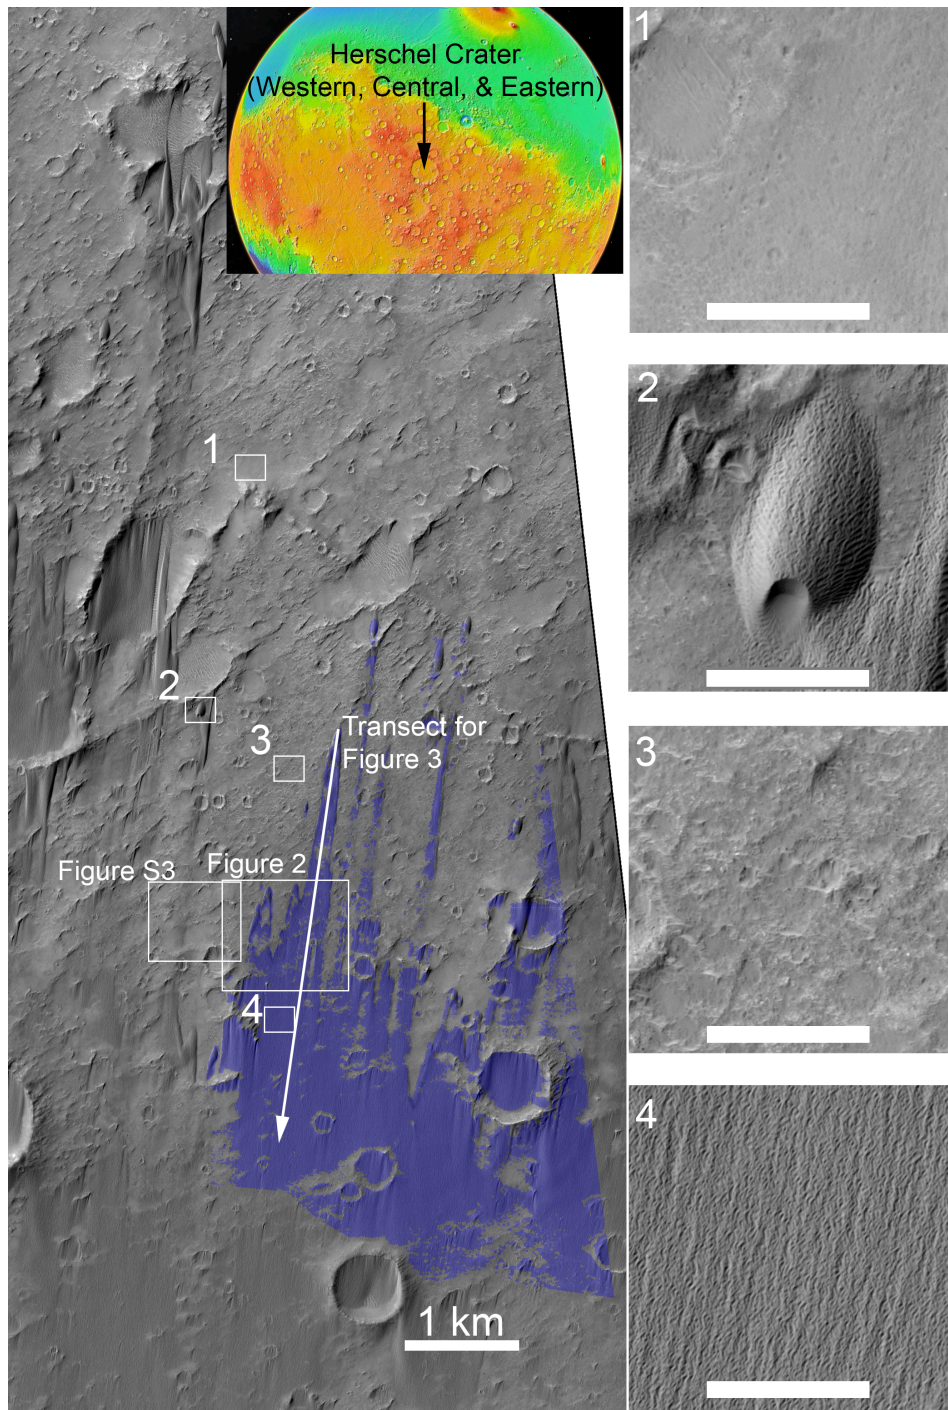 Herschel Crater
(Western, Central, & Eastern)
1
2
3
Transect for
Figure 3
Figure S3
Figure 2
4
1 km
1
2
3
4